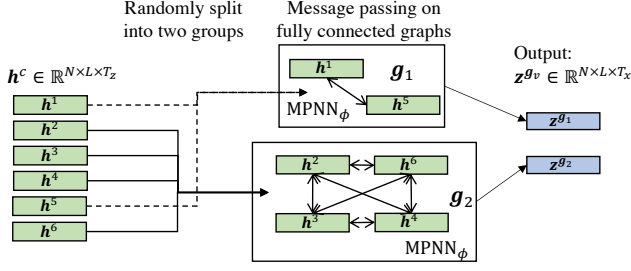 Randomly split
into two groups
Message passing on
fully connected graphs
h^c ∈ ℝ^{N×L×T_z}
h^1
h^2
h^3
h^4
h^5
h^6
h^1
g_1
MPNN_ϕ
h^5
h^2
h^6
g_2
h^3
h^4
MPNN_ϕ
Output:
z^{g_v} ∈ ℝ^{N×L×T_x}
z^{g_1}
z^{g_2}